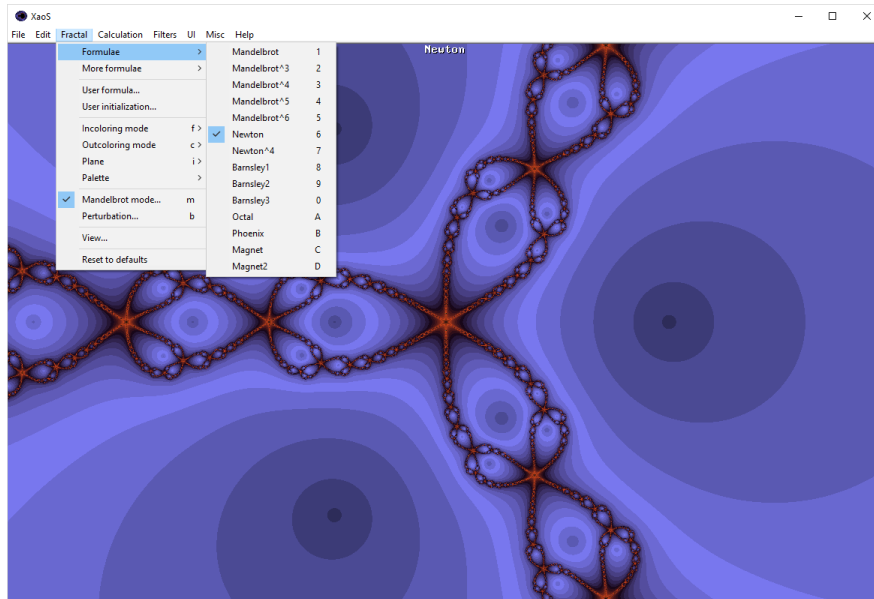 XaoS
File Edit Fractal Calculation Filters UI Misc Help
Newton
Formulae >
More formulae >
User formula...
User initialization...
Incoloring mode f >
Outcoloring mode c >
Plane i >
Palette >
Mandelbrot mode... m
Perturbation... b
View...
Reset to defaults
Mandelbrot 1
Mandelbrot^3 2
Mandelbrot^4 3
Mandelbrot^5 4
Mandelbrot^6 5
Newton 6
Newton^4 7
Barnsley1 8
Barnsley2 9
Barnsley3 0
Octal A
Phoenix B
Magnet C
Magnet2 D